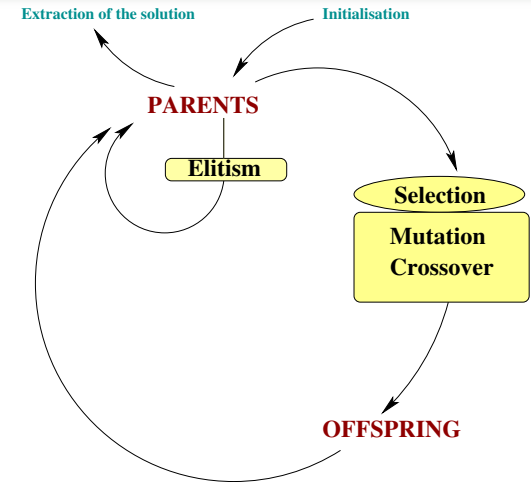 Extraction of the solution
Initialisation
PARENTS
Elitism
Selection
Mutation
Crossover
OFFSPRING